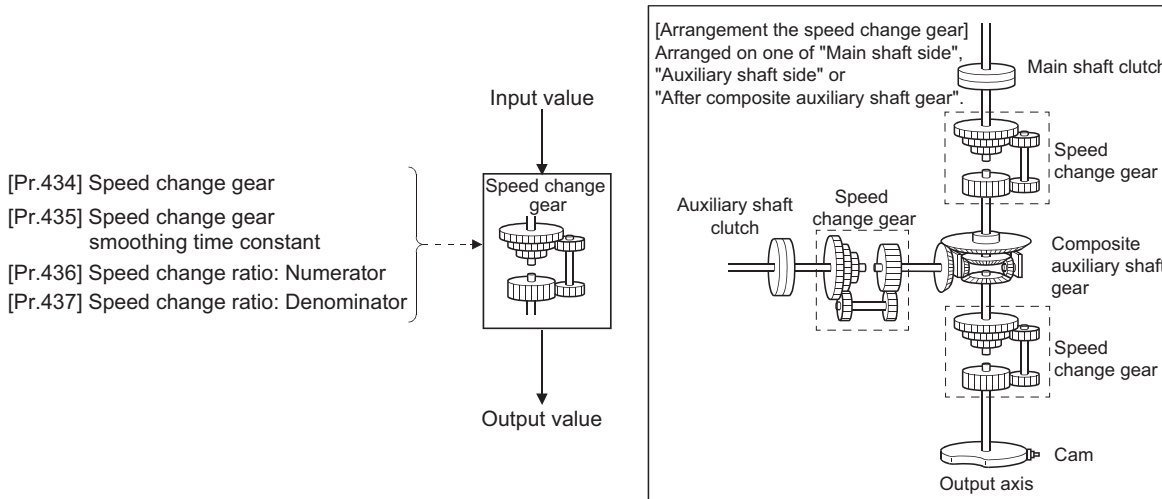 Input value
[Pr.434] Speed change gear
[Pr.435] Speed change gear
smoothing time constant
[Pr.436] Speed change ratio: Numerator
[Pr.437] Speed change ratio: Denominator
Speed change
gear
Output value
[Arrangement the speed change gear]
Arranged on one of "Main shaft side",
"Auxiliary shaft side" or
"After composite auxiliary shaft gear".
Main shaft clutch
Speed
change gear
Auxiliary shaft
clutch
Speed
change gear
Composite
auxiliary shaft
gear
Speed
change gear
Cam
Output axis